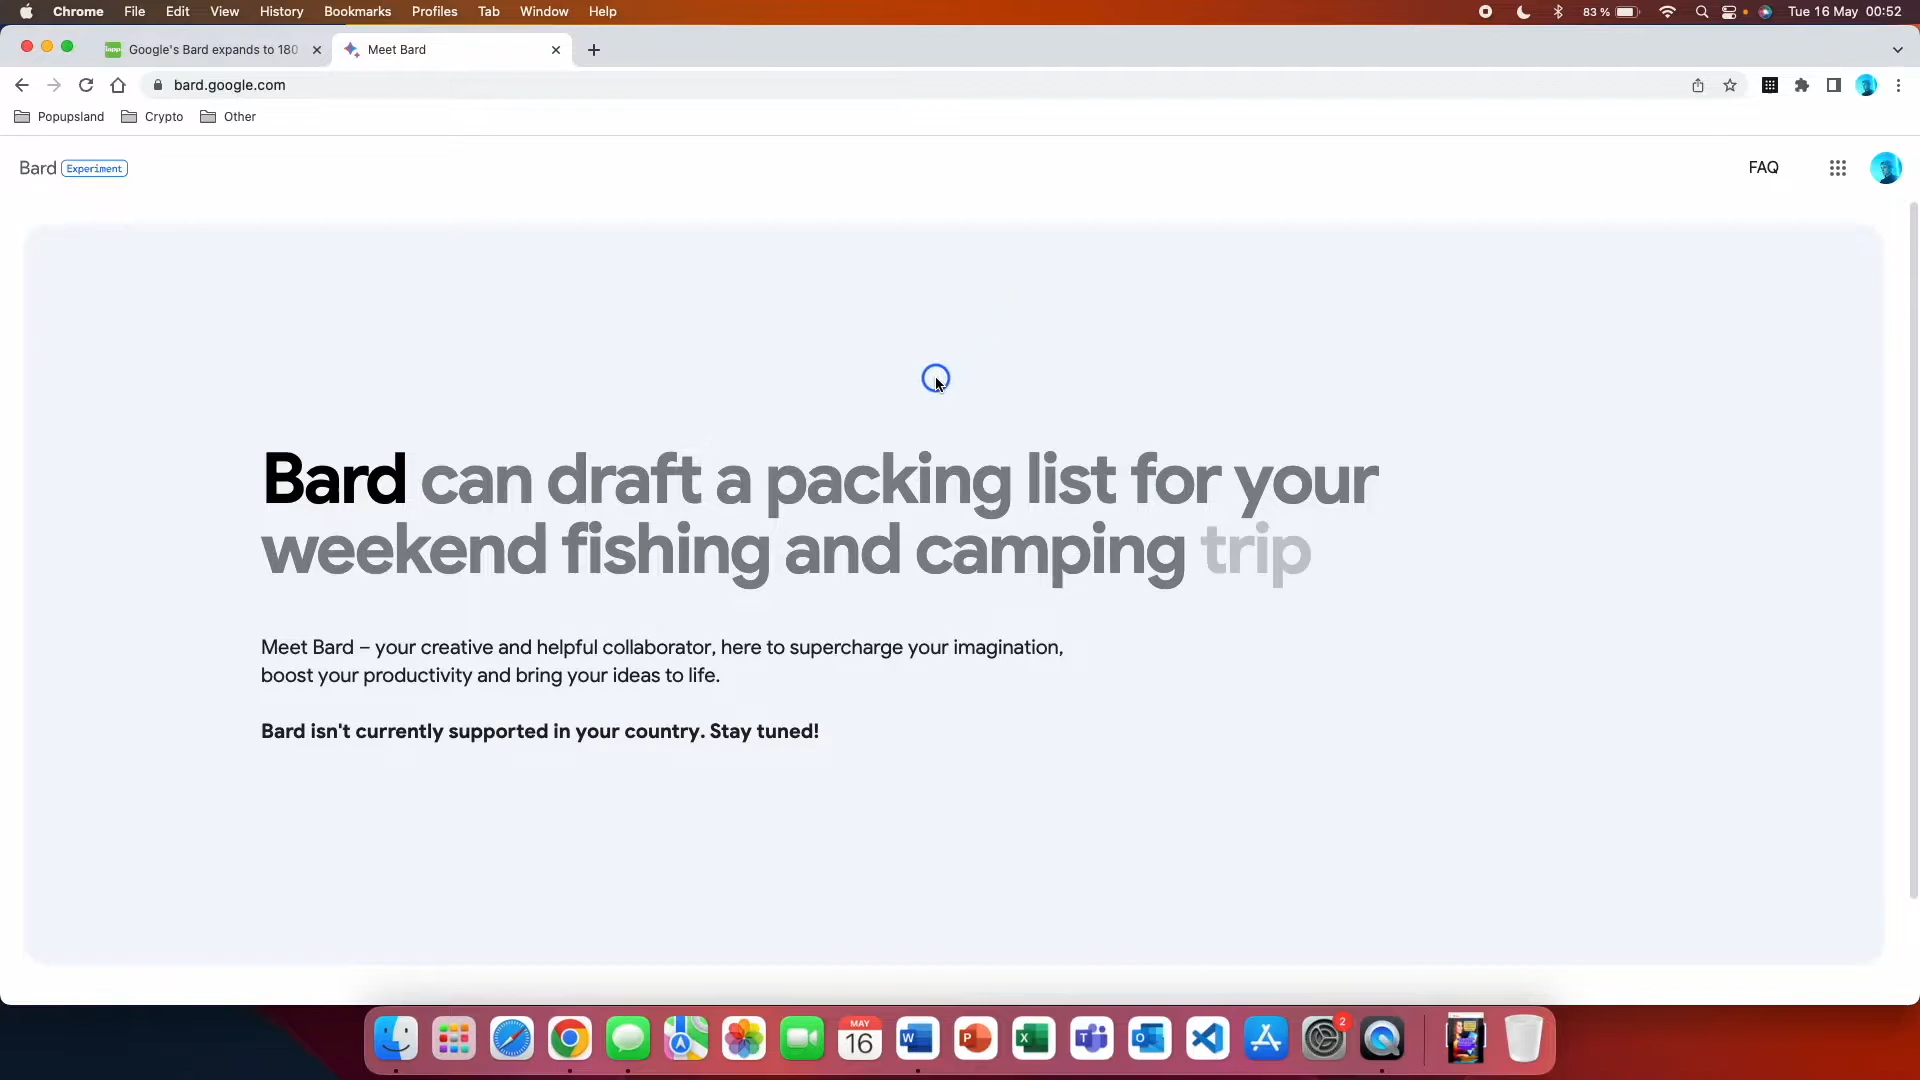 Chrome File Edit View History Bookmarks Profiles Tab Window Help 83 % Tue 16 May 00:52
Google's Bard expands to 180 Meet Bard
bard.google.com
Popupsland Crypto Other
Bard Experiment FAQ
Bard can draft a packing list for your
weekend fishing and camping trip
Meet Bard – your creative and helpful collaborator, here to supercharge your imagination,
boost your productivity and bring your ideas to life.
Bard isn't currently supported in your country. Stay tuned!
MAY
16
W
P
X
T
O
2